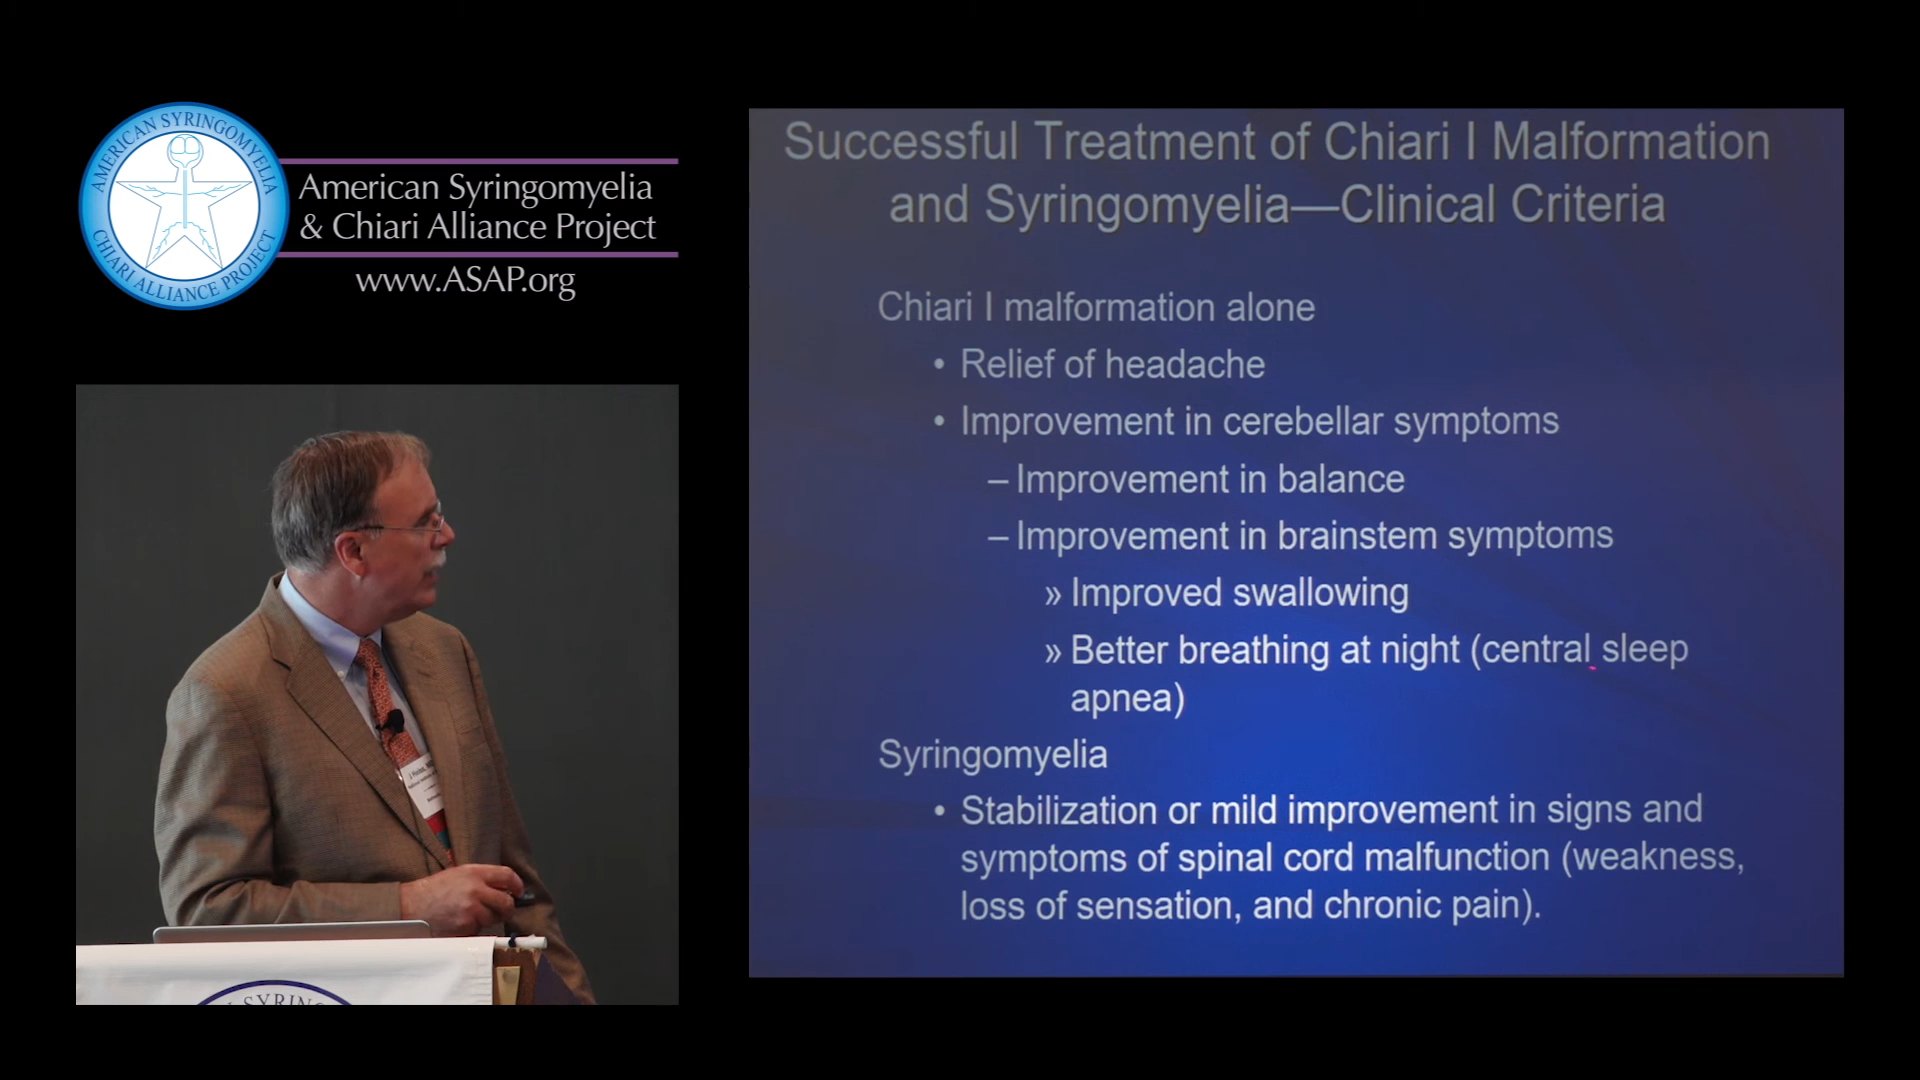 AMERICAN SYRINGOMYELIA
CHIARI ALLIANCE PROJECT
American Syringomyelia
& Chiari Alliance Project
www.ASAP.org
Successful Treatment of Chiari I Malformation
and Syringomyelia—Clinical Criteria
Chiari I malformation alone
• Relief of headache
• Improvement in cerebellar symptoms
– Improvement in balance
– Improvement in brainstem symptoms
» Improved swallowing
» Better breathing at night (central sleep
apnea)
Syringomyelia
• Stabilization or mild improvement in signs and
symptoms of spinal cord malfunction (weakness,
loss of sensation, and chronic pain).